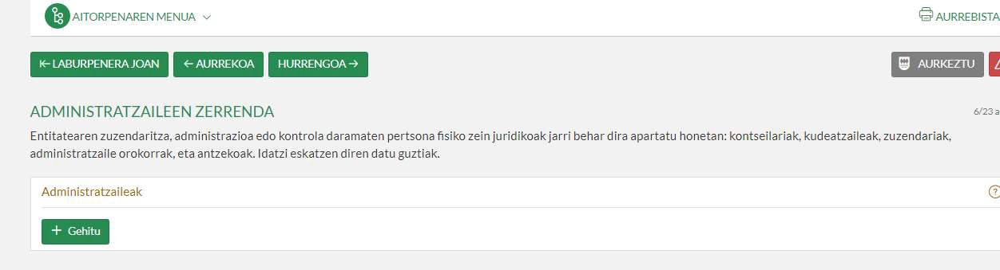 AITORPENAREN MENUA
AURREBISTA
LABURPENERA JOAN
AURREKOA
HURRENGOA
AURKEZTU
ADMINISTRATZAILEEN ZERRENDA
6/23 a
Entitatearen zuzendaritza, administrazioa edo kontrola daramaten pertsona fisiko zein juridikoak jarri behar dira apartatu honetan: kontseilariak, kudeatzaileak, zuzendariak,
administratzaile orokorrak, eta antzekoak. Idatzi eskatzen diren datu guztiak.
Administratzaileak
?
+ Gehitu